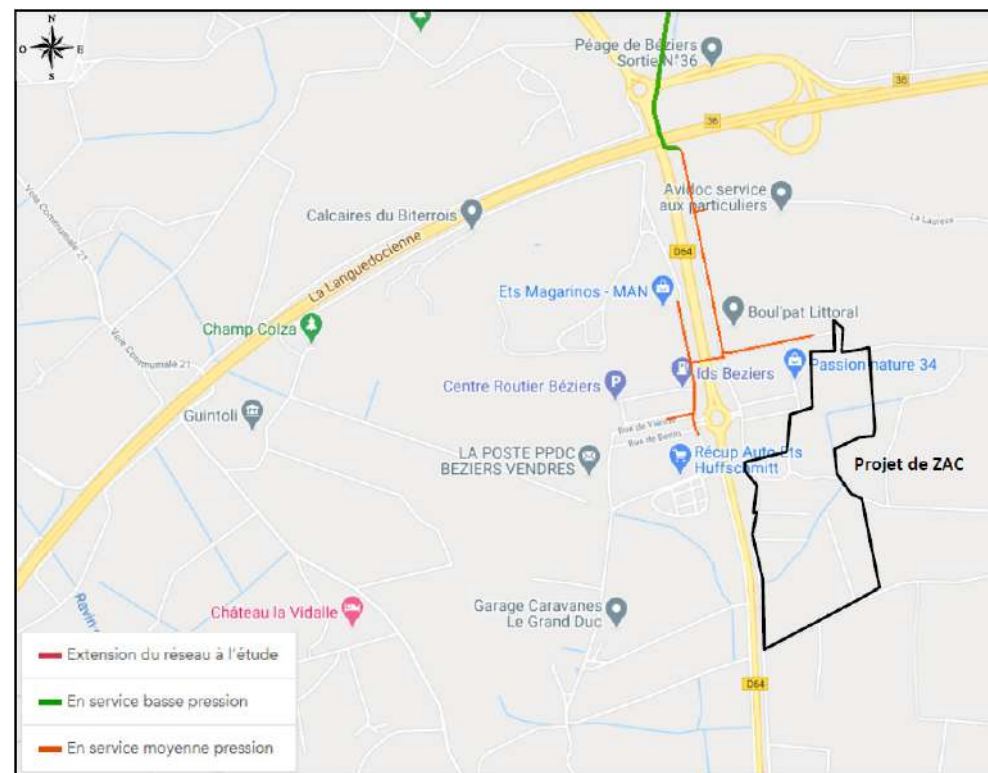 N
O
E
S
Péage de Béziers
Sortie N°36
36
36
Voie Communale 21
Calcaires du Biterrois
Avidoc service
aux particuliers
La Languedocienne
D64
Ets Magarinos - MAN
Boul'pat Littoral
Champ Colza
Voie Communale 21
Ids Beziers
Passion nature 34
Centre Routier Béziers
Guintoli
Rue de Vienne
Rue de Berlin
LA POSTE PPDC
BEZIERS VENDRES
Récup Auto Ets
Huffschmitt
Projet de ZAC
Château la Vidalle
Garage Caravanes
Le Grand Duc
D64
Extension du réseau à l'étude
En service basse pression
En service moyenne pression